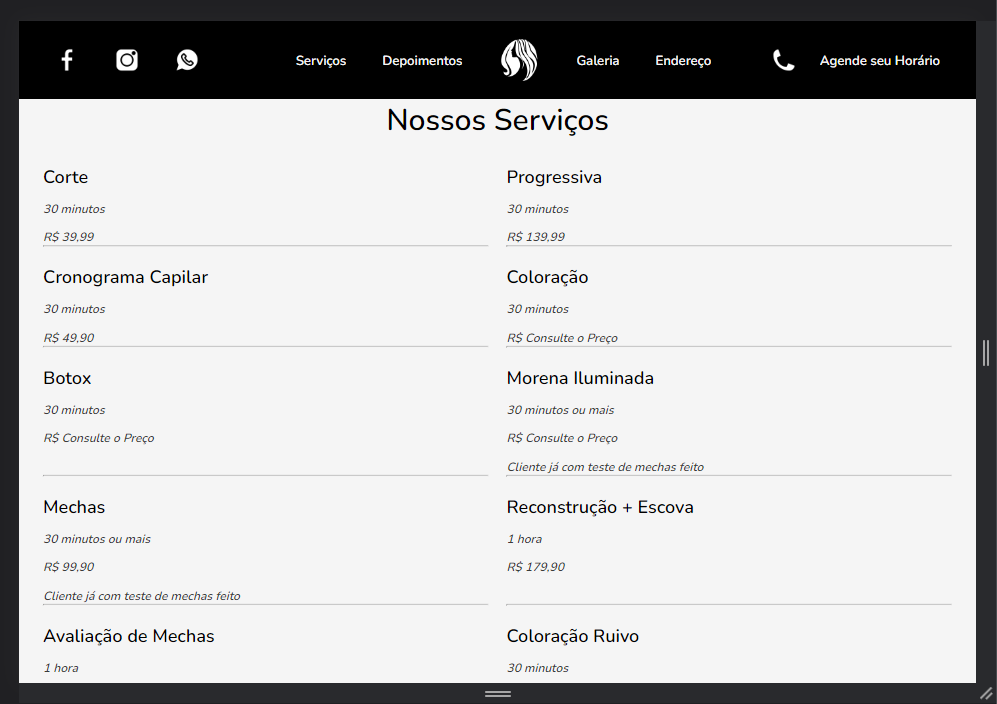 Serviços
Depoimentos
Galeria
Endereço
Agende seu Horário
Nossos Serviços
Corte
30 minutos
R$ 39,99
Progressiva
30 minutos
R$ 139,99
Cronograma Capilar
30 minutos
R$ 49,90
Coloração
30 minutos
R$ Consulte o Preço
Botox
30 minutos
R$ Consulte o Preço
Morena Iluminada
30 minutos ou mais
R$ Consulte o Preço
Cliente já com teste de mechas feito
Mechas
30 minutos ou mais
R$ 99,90
Cliente já com teste de mechas feito
Reconstrução + Escova
1 hora
R$ 179,90
Avaliação de Mechas
1 hora
Coloração Ruivo
30 minutos